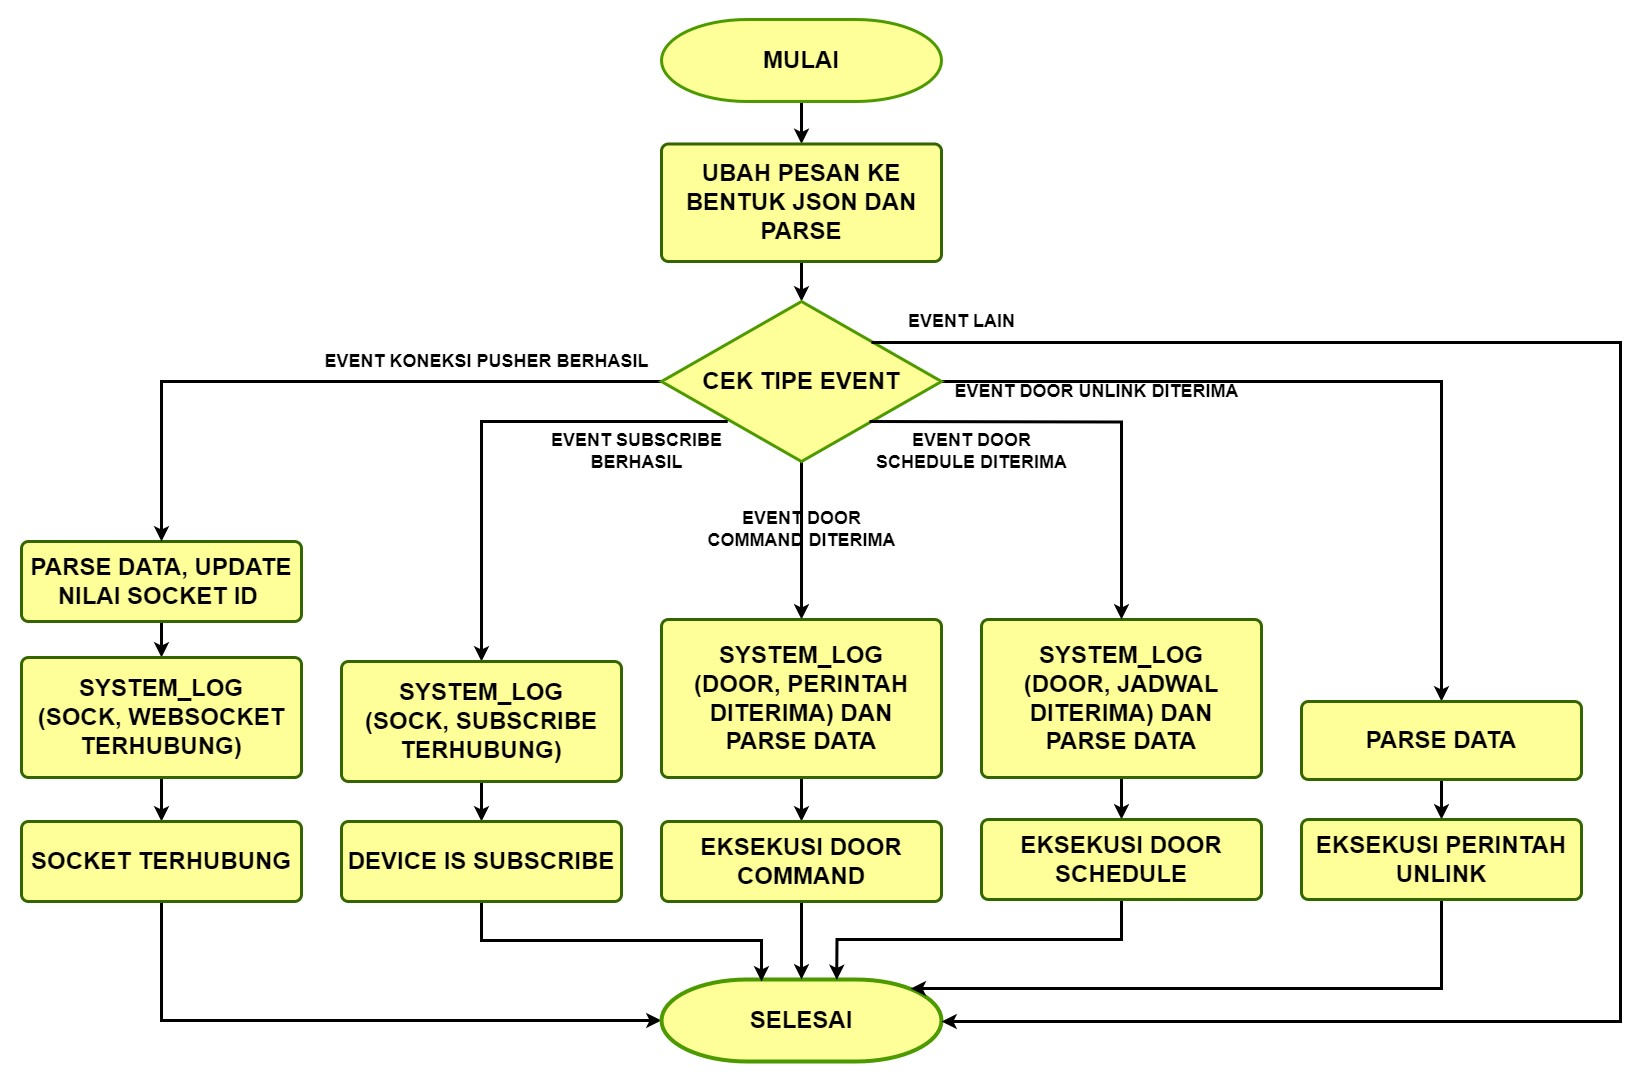 MULAI
UBAH PESAN KE
BENTUK JSON DAN
PARSE
CEK TIPE EVENT
EVENT LAIN
EVENT KONEKSI PUSHER BERHASIL
EVENT DOOR UNLINK DITERIMA
EVENT SUBSCRIBE
BERHASIL
EVENT DOOR
SCHEDULE DITERIMA
EVENT DOOR
COMMAND DITERIMA
PARSE DATA, UPDATE
NILAI SOCKET ID
SYSTEM_LOG
(SOCK, WEBSOCKET
TERHUBUNG)
SOCKET TERHUBUNG
SYSTEM_LOG
(SOCK, SUBSCRIBE
TERHUBUNG)
DEVICE IS SUBSCRIBE
SYSTEM_LOG
(DOOR, PERINTAH
DITERIMA) DAN
PARSE DATA
EKSEKUSI DOOR
COMMAND
SYSTEM_LOG
(DOOR, JADWAL
DITERIMA) DAN
PARSE DATA
EKSEKUSI DOOR
SCHEDULE
PARSE DATA
EKSEKUSI PERINTAH
UNLINK
SELESAI